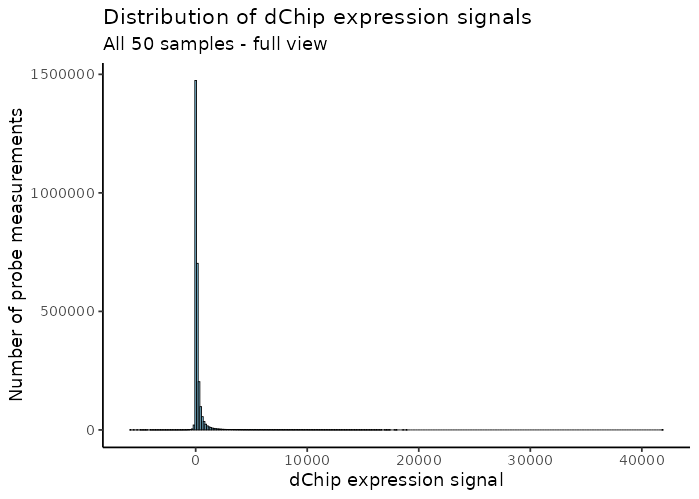 Distribution of dChip expression signals
All 50 samples - full view
Number of probe measurements
1500000
1000000
500000
0
0 10000 20000 30000 40000
dChip expression signal